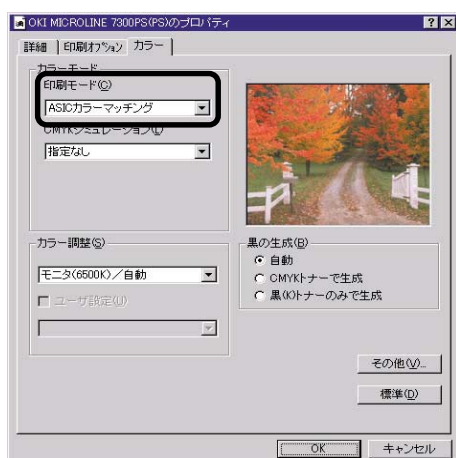 OKI MICROLINE 7300PS(PS)のプロパティ
詳細 印刷オプション カラー
カラーモード
印刷モード(C)
ASICカラーマッチング
CMYKシミュレーション(I)
指定なし
カラー調整(S)
モニタ(6500K)/自動
ユーザ設定(U)
黒の生成(B)
自動
CMYKトナーで生成
黒(K)トナーのみで生成
その他(V)...
標準(D)
OK キャンセル